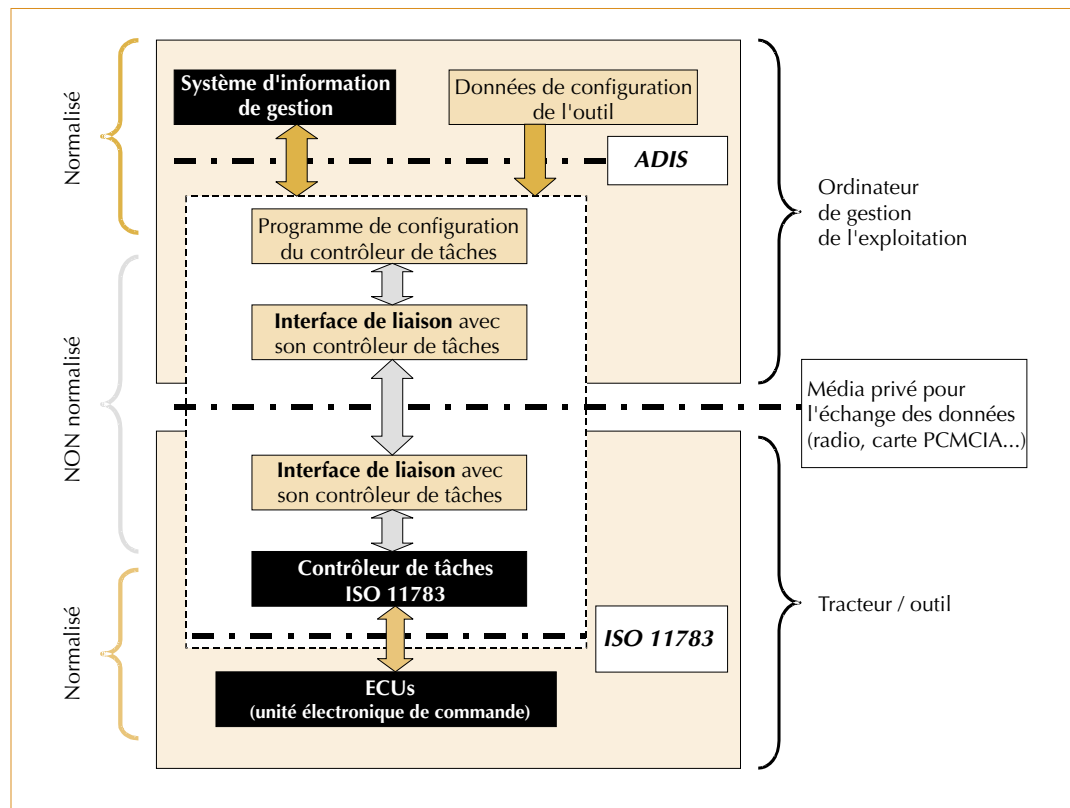 Normalisé
Système d'information
de gestion
Données de configuration
de l'outil
ADIS
Ordinateur
de gestion
de l'exploitation
Programme de configuration
du contrôleur de tâches
NON normalisé
Interface de liaison avec
son contrôleur de tâches
Média privé pour
l'échange des données
(radio, carte PCMCIA...)
Interface de liaison avec
son contrôleur de tâches
Contrôleur de tâches
ISO 11783
Tracteur / outil
ISO 11783
Normalisé
ECUs
(unité électronique de commande)